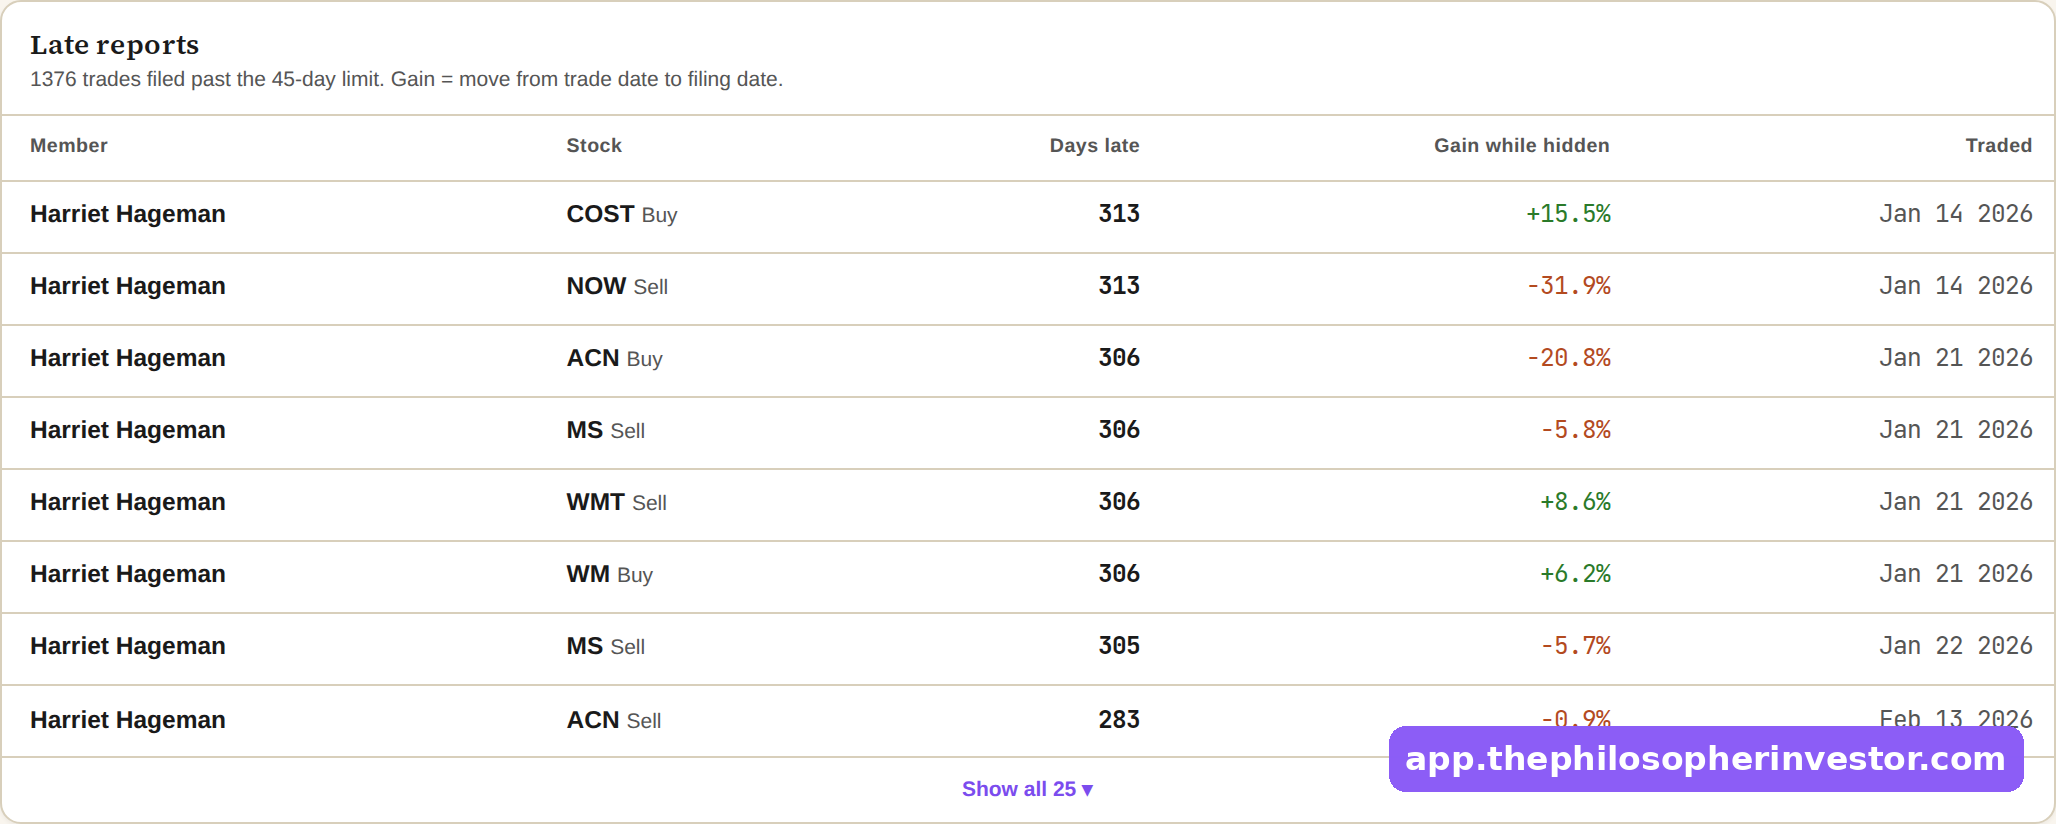 Late reports
1376 trades filed past the 45-day limit. Gain = move from trade date to filing date.
Member Stock Days late Gain while hidden Traded
Harriet Hageman COST Buy 313 +15.5% Jan 14 2026
Harriet Hageman NOW Sell 313 -31.9% Jan 14 2026
Harriet Hageman ACN Buy 306 -20.8% Jan 21 2026
Harriet Hageman MS Sell 306 -5.8% Jan 21 2026
Harriet Hageman WMT Sell 306 +8.6% Jan 21 2026
Harriet Hageman WM Buy 306 +6.2% Jan 21 2026
Harriet Hageman MS Sell 305 -5.7% Jan 22 2026
Harriet Hageman ACN Sell 283 -0.9% Feb 13 2026
app.thephilosopherinvestor.com
Show all 25 ▾